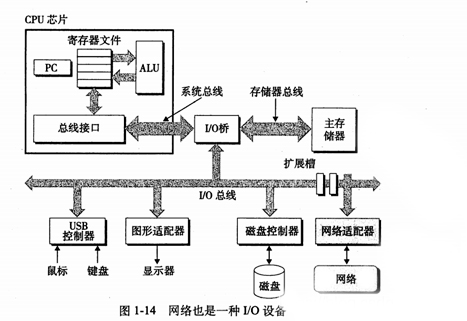 CPU 芯片
寄存器文件
PC
ALU
系统总线
存储器总线
总线接口
I/O桥
主存
储器
扩展槽
I/O 总线
USB
控制器
图形适配器
磁盘控制器
网络适配器
鼠标
键盘
显示器
磁盘
网络
图 1-14 网络也是一种 I/O 设备